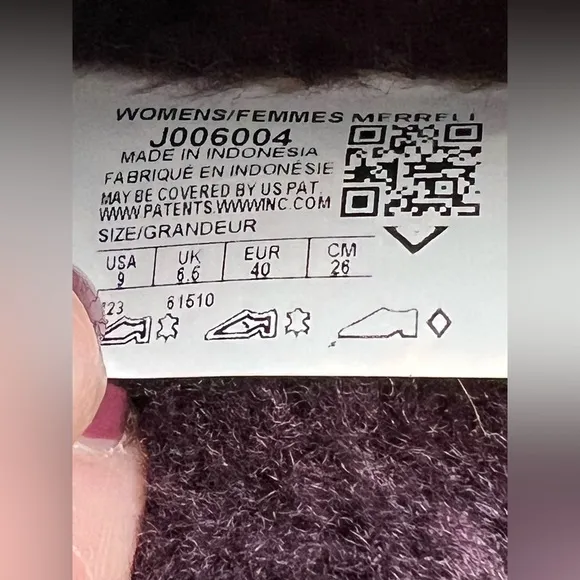 WOMENS/FEMMES MERRELL
J006004
MADE IN INDONESIA
FABRIQUÉ EN INDONÉSIE
MAY BE COVERED BY US PAT.
WWW.PATENTS.WWWINC.COM
SIZE/GRANDEUR
USA UK EUR CM
9 6.5 40 26
23 61510